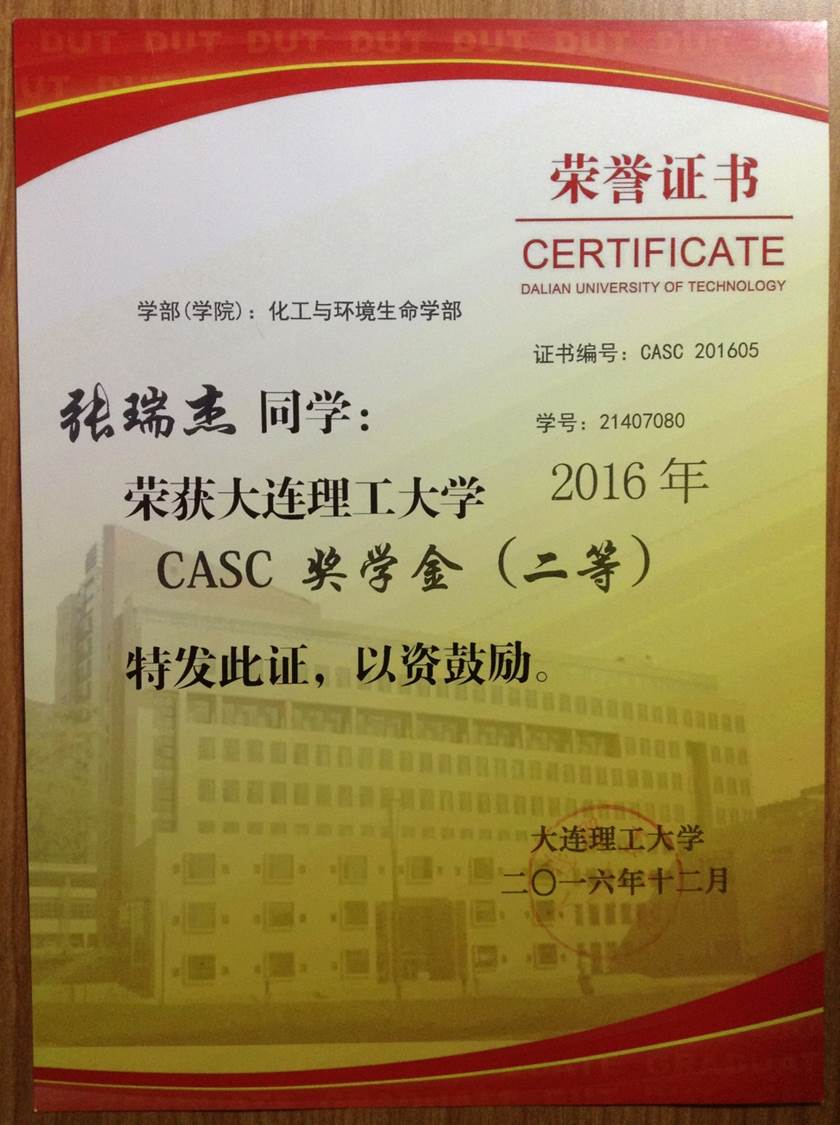 DUT DUT DUT DUT DUT DUT DUT DUT
荣誉证书
CERTIFICATE
DALIAN UNIVERSITY OF TECHNOLOGY
学部(学院)：化工与环境生命学部
证书编号：CASC 201605
张瑞杰 同学：
学号：21407080
荣获大连理工大学 2016 年
CASC 奖学金（二等）
特发此证，以资鼓励。
大连理工大学
二〇一六年十二月